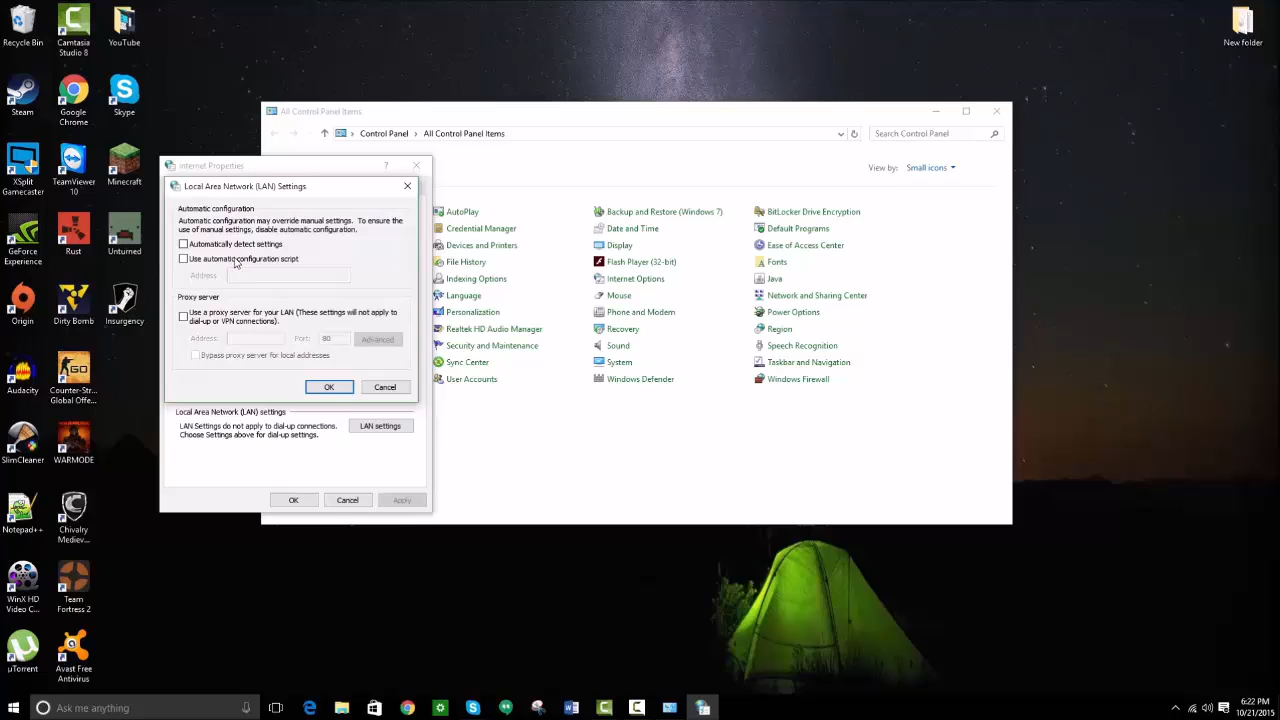 Recycle Bin
Camtasia
Studio 8
YouTube
New folder
Steam
Google
Chrome
Skype
XSplit
Gamecaster
TeamViewer
10
Minecraft
GeForce
Experience
Rust
Unturned
Origin
Dirty Bomb
Insurgency
Audacity
Counter-Str...
Global Offe...
SlimCleaner
WARMODE
Notepad++
Chivalry
Mediev...
WinX HD
Video C...
Team
Fortress 2
µTorrent
Avast Free
Antivirus
All Control Panel Items
Control Panel
All Control Panel Items
Search Control Panel
View by:
Small icons
AutoPlay
Backup and Restore (Windows 7)
BitLocker Drive Encryption
Credential Manager
Date and Time
Default Programs
Devices and Printers
Display
Ease of Access Center
File History
Flash Player (32-bit)
Fonts
Indexing Options
Internet Options
Java
Language
Mouse
Network and Sharing Center
Personalization
Phone and Modem
Power Options
Realtek HD Audio Manager
Recovery
Region
Security and Maintenance
Sound
Speech Recognition
Sync Center
System
Taskbar and Navigation
User Accounts
Windows Defender
Windows Firewall
Internet Properties
?
Local Area Network (LAN) Settings
Automatic configuration
Automatic configuration may override manual settings. To ensure the
use of manual settings, disable automatic configuration.
Automatically detect settings
Use automatic configuration script
Address
Proxy server
Use a proxy server for your LAN (These settings will not apply to
dial-up or VPN connections).
Address:
Port:
80
Advanced
Bypass proxy server for local addresses
OK
Cancel
Local Area Network (LAN) settings
LAN Settings do not apply to dial-up connections.
Choose Settings above for dial-up settings.
LAN settings
OK
Cancel
Apply
Ask me anything
6:22 PM
10/21/2015